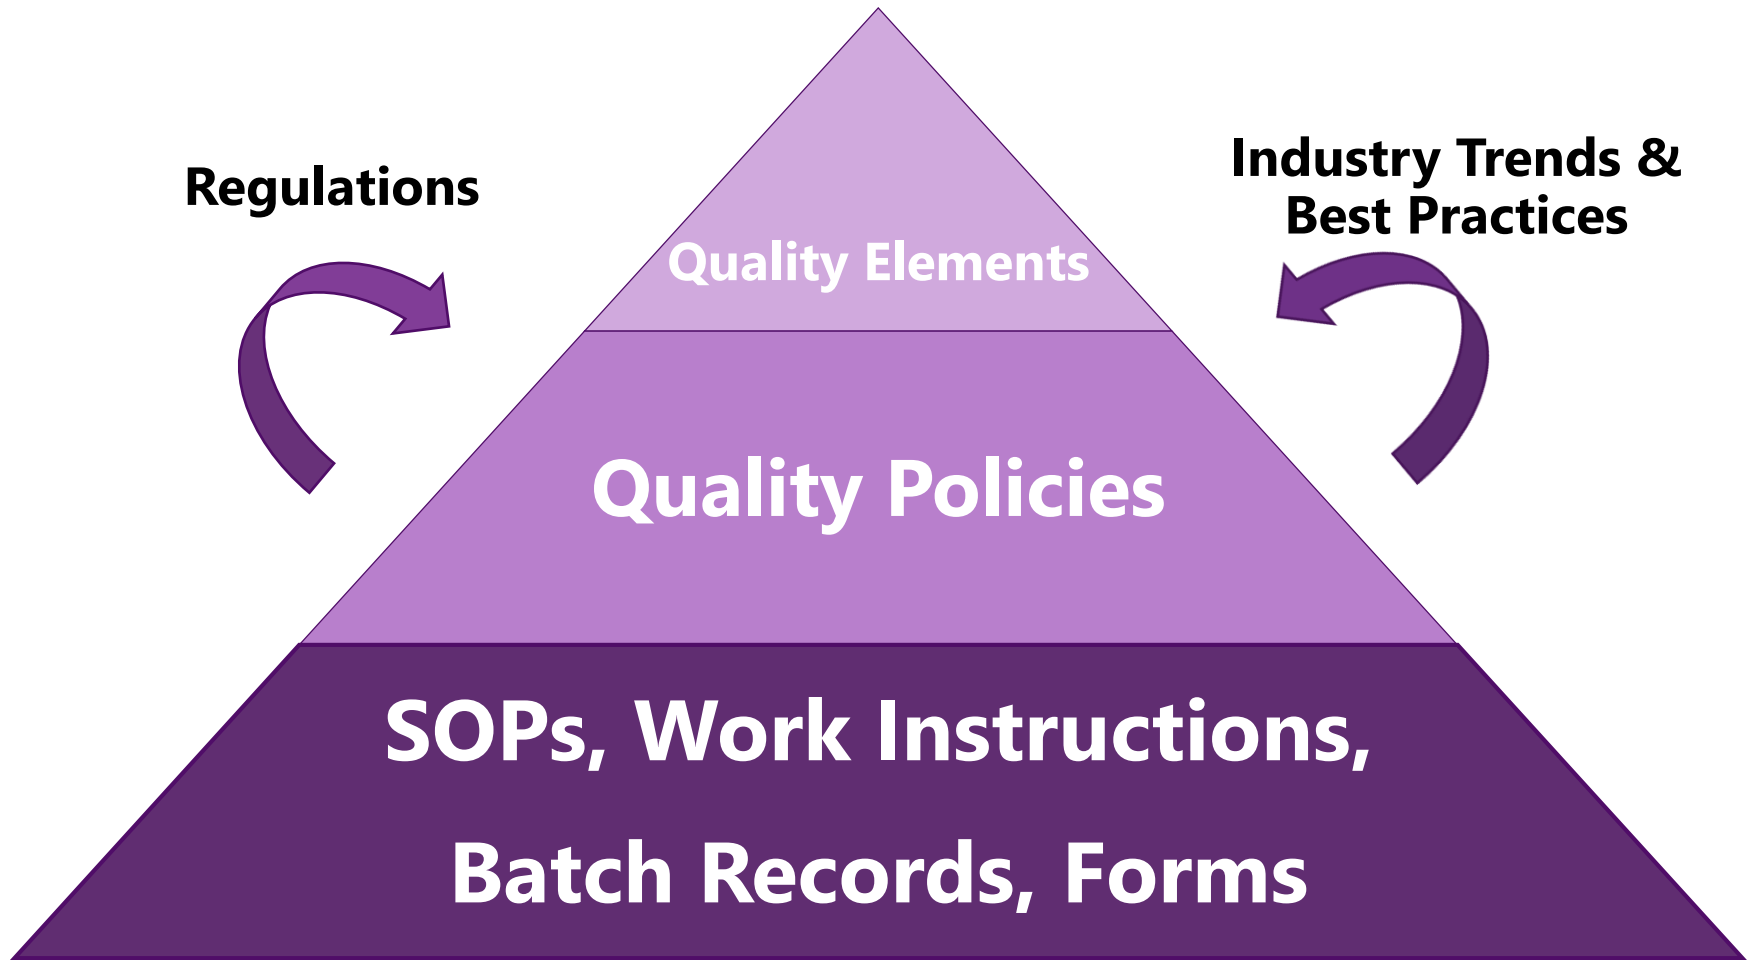 Regulations
Industry Trends &
Best Practices
Quality Elements
Quality Policies
SOPs, Work Instructions,
Batch Records, Forms